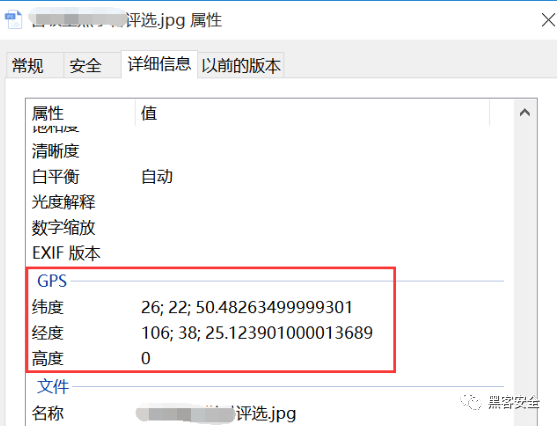 评选.jpg 属性
常规 安全 详细信息 以前的版本
属性 值
饱和度
清晰度
白平衡 自动
光度解释
数字缩放
EXIF 版本
GPS
纬度 26; 22; 50.48263499999301
经度 106; 38; 25.123901000013689
高度 0
文件
名称 评选.jpg
黑客安全